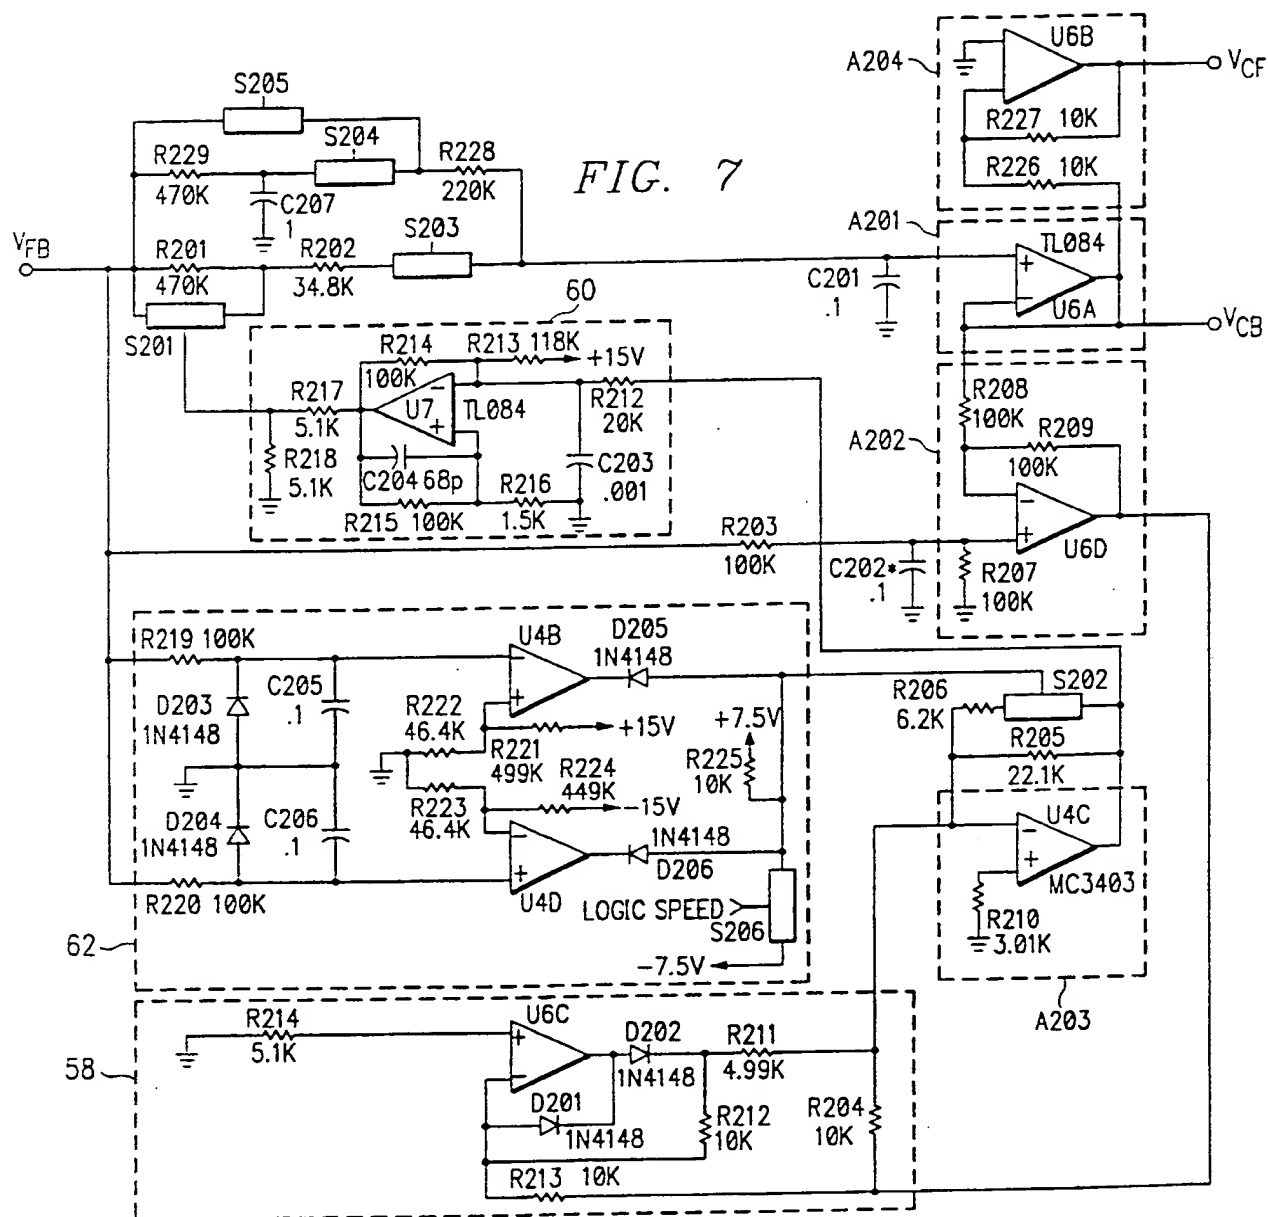 U6B
A204
V_CF
S205
R227 10K
S204
R226 10K
R229
R228
FIG. 7
470K
220K
C207
1
A201
V_FB
R201
R202
S203
TL084
470K
34.8K
C201
.1
U6A
S201
60
V_CB
R214
R213 118K
+15V
100K
R217
U7
TL084
R212
20K
R208
100K
5.1K
A202
R209
100K
R218
5.1K
C204 68p
C203
.001
R216
R215 100K
1.5K
R203
100K
U6D
C202*
.1
R207
100K
R219 100K
U4B
D205
1N4148
C205
.1
D203
1N4148
R222
46.4K
+15V
+7.5V
S202
R206
6.2K
R221
499K
R205
22.1K
R224
449K
R225
10K
R223
46.4K
-15V
D204
1N4148
C206
.1
1N4148
D206
U4C
MC3403
R220 100K
U4D
LOGIC SPEED
S206
R210
3.01K
62
-7.5V
R214
5.1K
U6C
D202
1N4148
R211
4.99K
A203
58
D201
1N4148
R212
10K
R204
10K
R213 10K